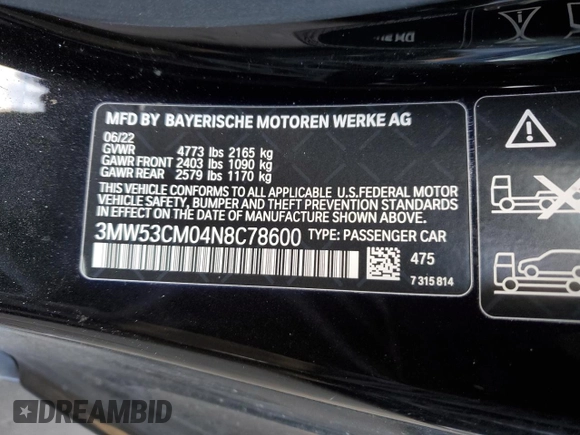 MFD BY BAYERISCHE MOTOREN WERKE AG
06/22
GVWR 4773 lbs 2165 kg
GAWR FRONT 2403 lbs 1090 kg
GAWR REAR 2579 lbs 1170 kg
THIS VEHICLE CONFORMS TO ALL APPLICABLE U.S.FEDERAL MOTOR
VEHICLE SAFETY, BUMPER AND THEFT PREVENTION STANDARDS
IN EFFECT ON THE DATE OF MANUFACTURE SHOWN ABOVE.
3MW53CM04N8C78600 TYPE: PASSENGER CAR
475
7 315 814
DREAMBID